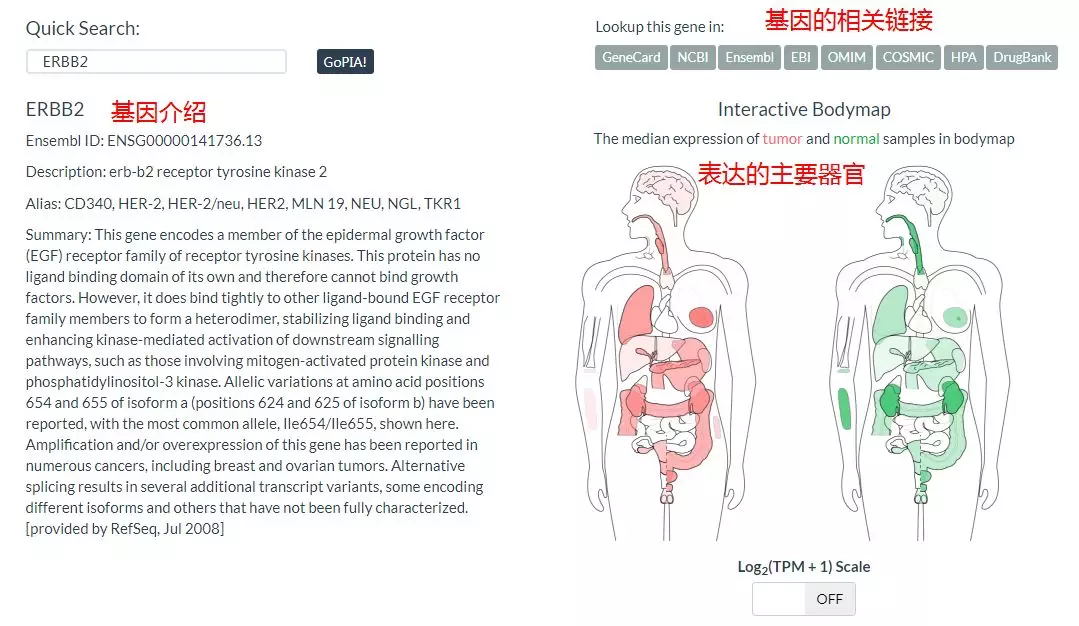 Quick Search:
ERBB2
GoPIA!
ERBB2
基因介绍
Ensembl ID: ENSG00000141736.13
Description: erb-b2 receptor tyrosine kinase 2
Alias: CD340, HER-2, HER-2/neu, HER2, MLN 19, NEU, NGL, TKR1
Summary: This gene encodes a member of the epidermal growth factor
(EGF) receptor family of receptor tyrosine kinases. This protein has no
ligand binding domain of its own and therefore cannot bind growth
factors. However, it does bind tightly to other ligand-bound EGF receptor
family members to form a heterodimer, stabilizing ligand binding and
enhancing kinase-mediated activation of downstream signalling
pathways, such as those involving mitogen-activated protein kinase and
phosphatidylinositol-3 kinase. Allelic variations at amino acid positions
654 and 655 of isoform a (positions 624 and 625 of isoform b) have been
reported, with the most common allele, Ile654/Ile655, shown here.
Amplification and/or overexpression of this gene has been reported in
numerous cancers, including breast and ovarian tumors. Alternative
splicing results in several additional transcript variants, some encoding
different isoforms and others that have not been fully characterized.
[provided by RefSeq, Jul 2008]
Lookup this gene in:
基因的相关链接
GeneCard NCBI Ensembl EBI OMIM COSMIC HPA DrugBank
Interactive Bodymap
The median expression of tumor and normal samples in bodymap
表达的主要器官
Log2(TPM + 1) Scale
OFF